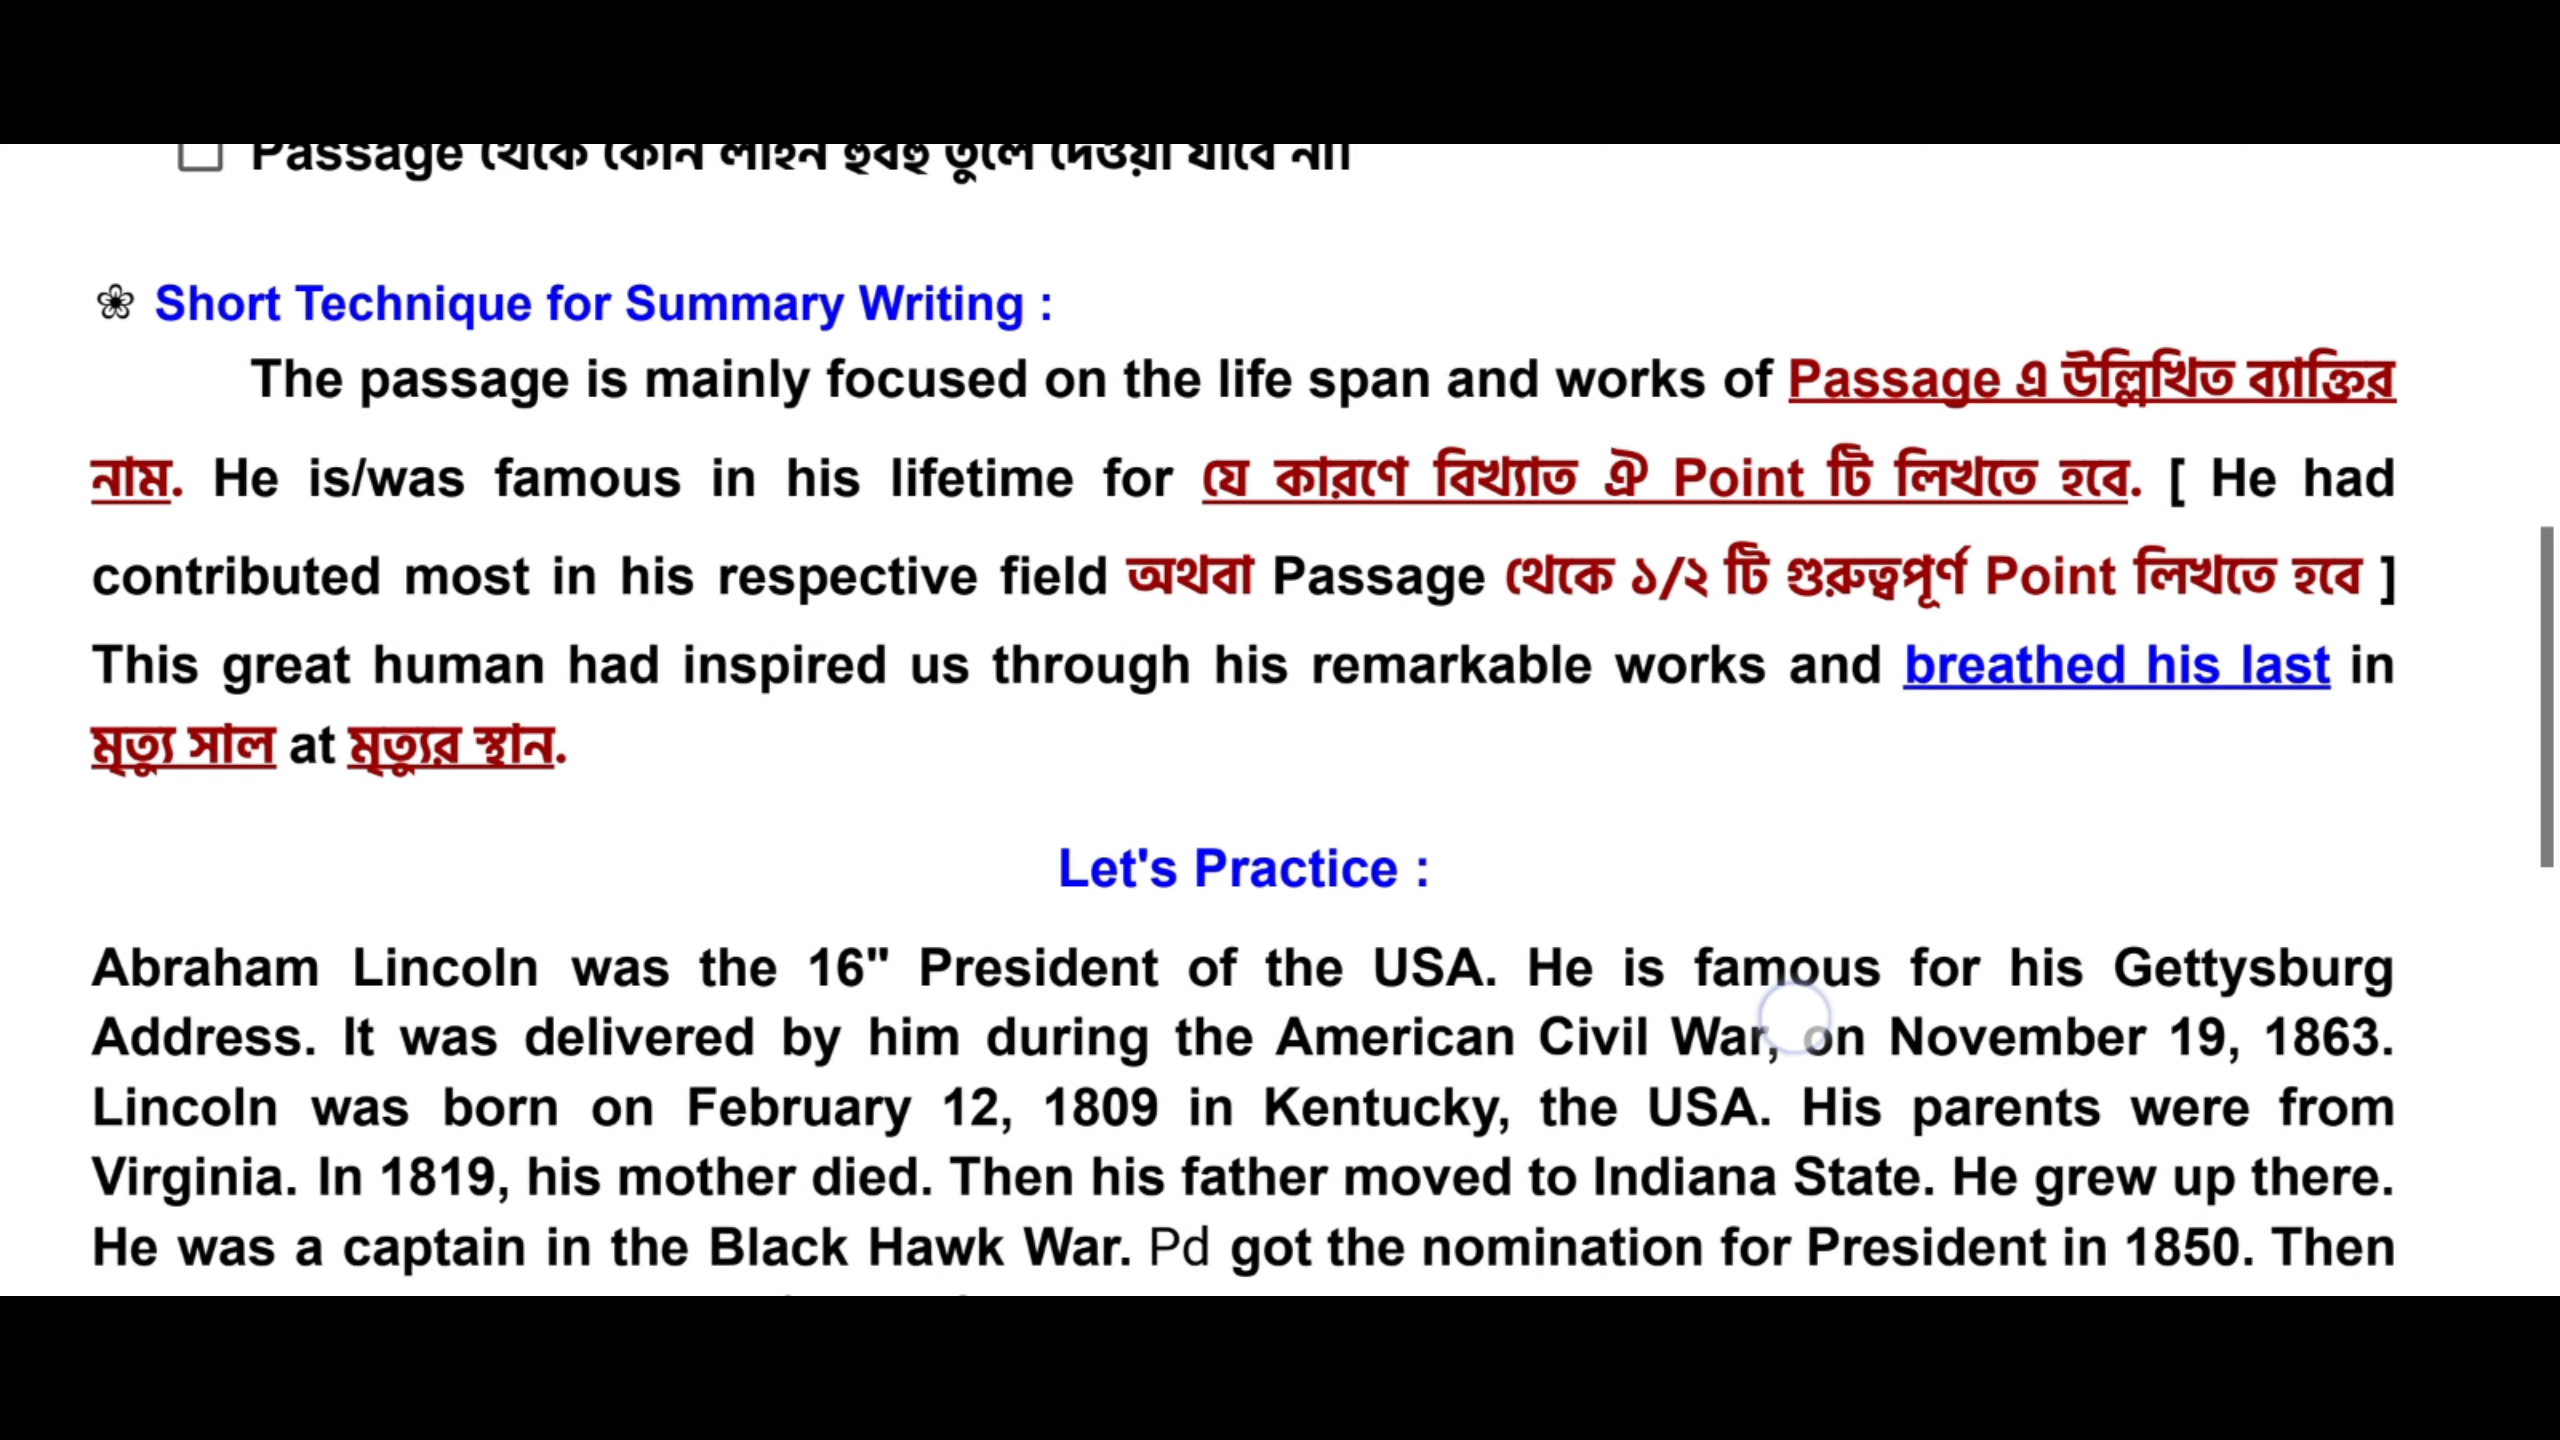 ☐ Passage থেকে কোন লাইন হুবহু তুলে দেওয়া যাবে না।
❀ Short Technique for Summary Writing :
The passage is mainly focused on the life span and works of Passage এ উল্লিখিত ব্যাক্তির
নাম. He is/was famous in his lifetime for যে কারণে বিখ্যাত ঐ Point টি লিখতে হবে. [ He had
contributed most in his respective field অথবা Passage থেকে ১/২ টি গুরুত্বপূর্ণ Point লিখতে হবে ]
This great human had inspired us through his remarkable works and breathed his last in
মৃত্যু সাল at মৃত্যুর স্থান.
Let's Practice :
Abraham Lincoln was the 16" President of the USA. He is famous for his Gettysburg
Address. It was delivered by him during the American Civil War, on November 19, 1863.
Lincoln was born on February 12, 1809 in Kentucky, the USA. His parents were from
Virginia. In 1819, his mother died. Then his father moved to Indiana State. He grew up there.
He was a captain in the Black Hawk War. Pd got the nomination for President in 1850. Then